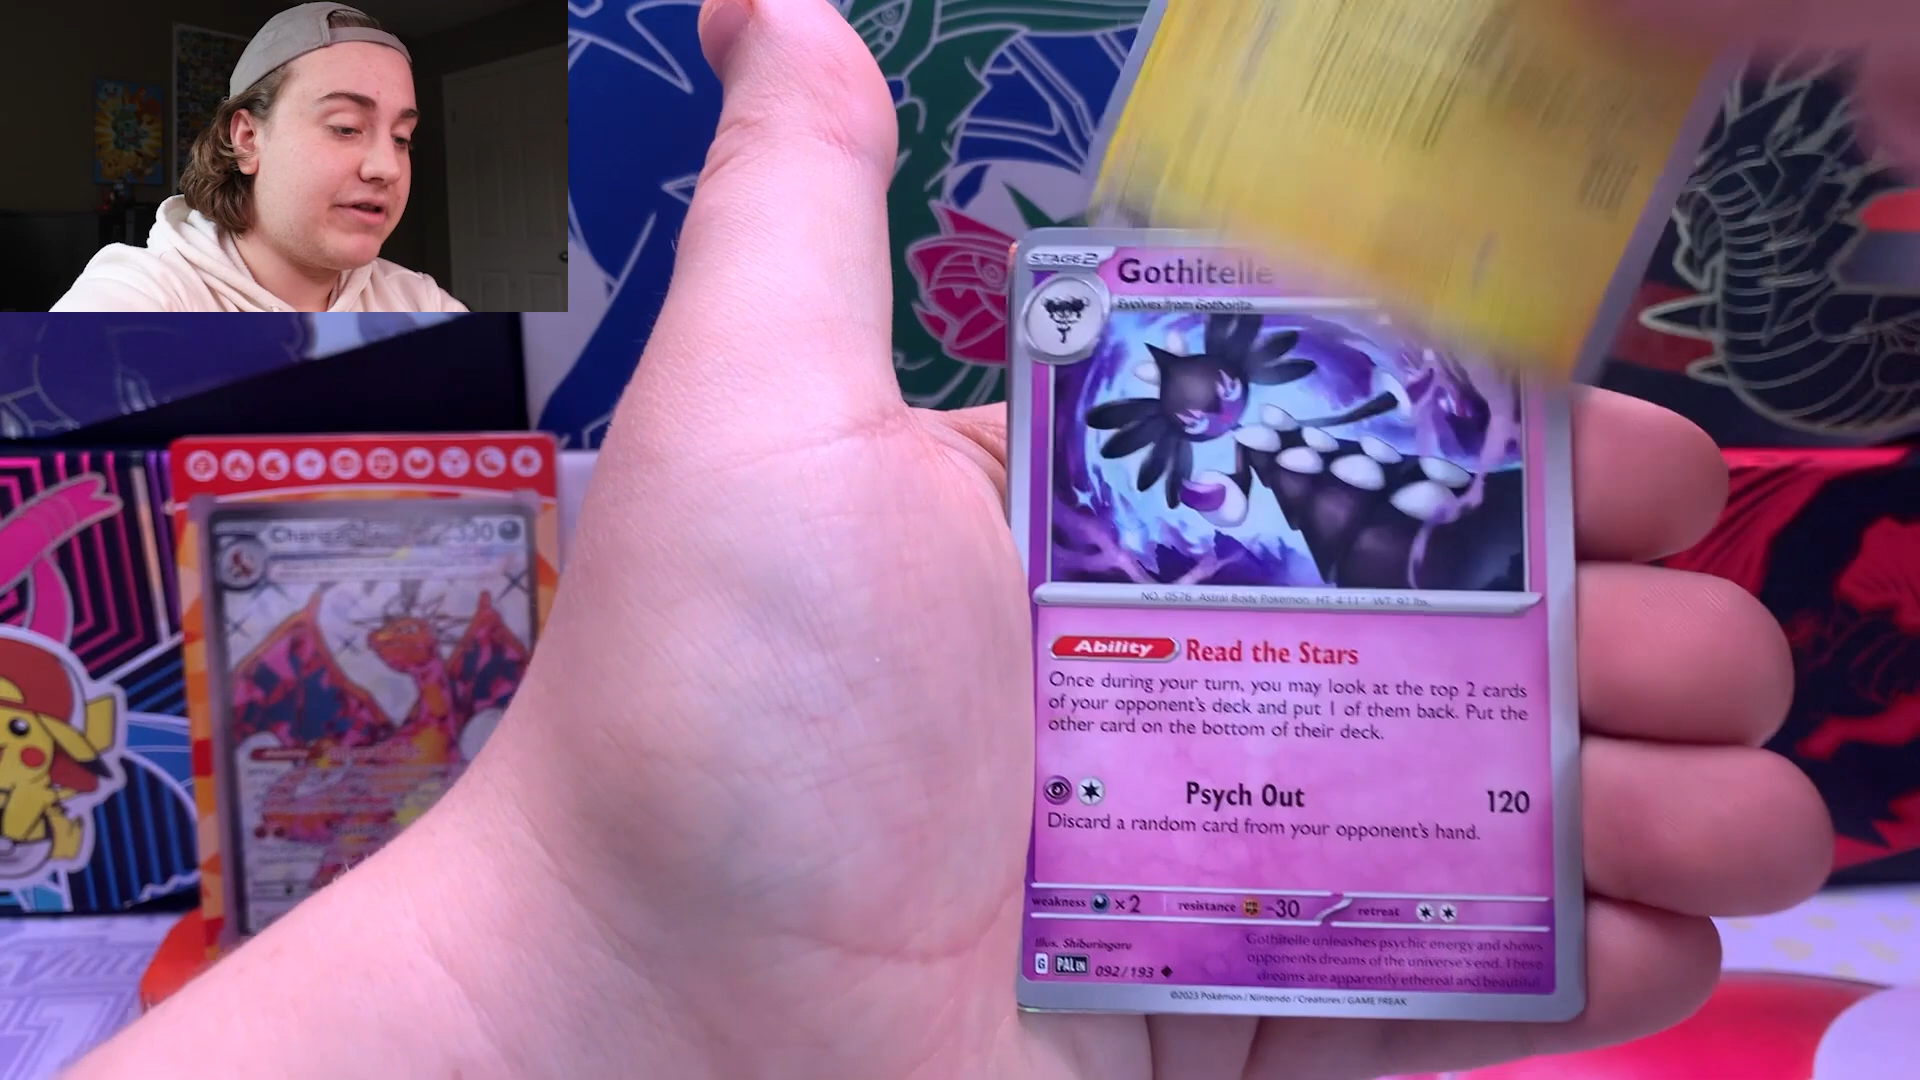 STAGE 2
Gothitelle
Evolves from Gothorita
NO. 0576 Astral Body Pokémon HT: 4'11" WT: 97 lbs.
Ability Read the Stars
Once during your turn, you may look at the top 2 cards
of your opponent's deck and put 1 of them back. Put the
other card on the bottom of their deck.
Psych Out 120
Discard a random card from your opponent's hand.
weakness ×2 resistance -30 retreat
Illus. Shiburingaru
Gothitelle unleashes psychic energy and shows
opponents dreams of the universe's end. These
dreams are apparently ethereal and beautiful.
G PAL EN 092/193
©2023 Pokémon / Nintendo / Creatures / GAME FREAK
330